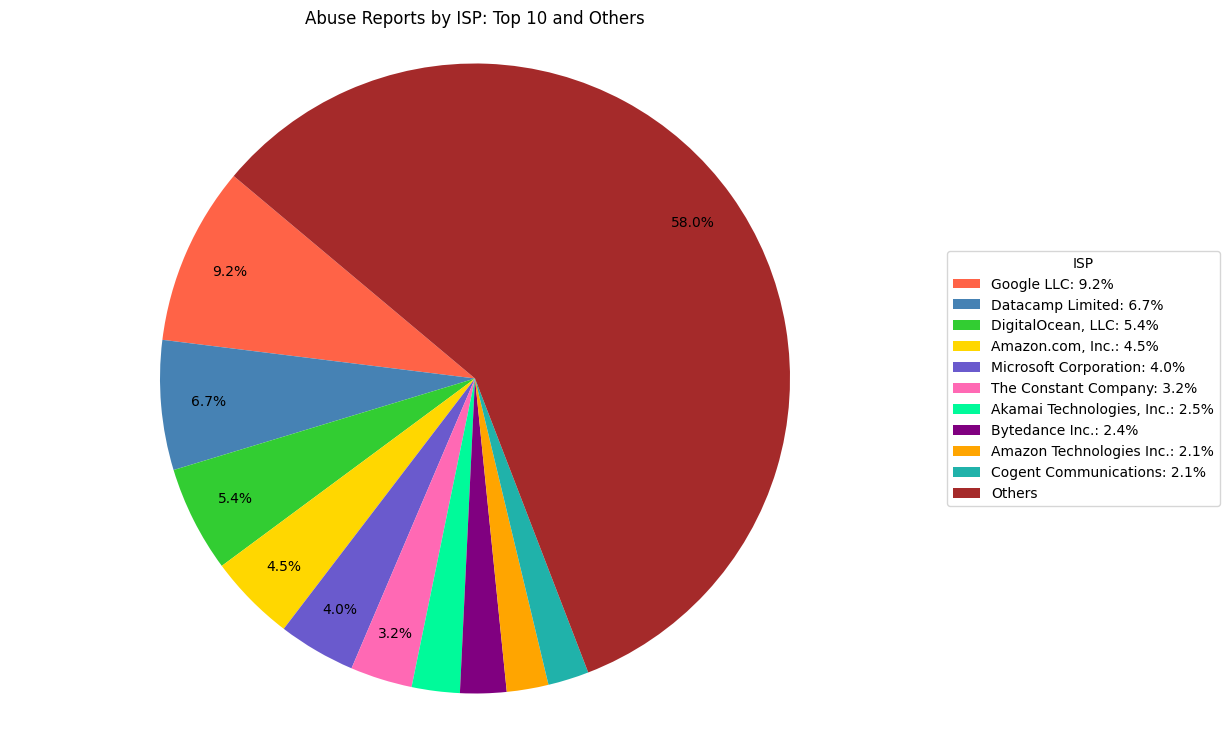 Abuse Reports by ISP: Top 10 and Others
58.0%
9.2%
6.7%
5.4%
4.5%
4.0%
3.2%
ISP
Google LLC: 9.2%
Datacamp Limited: 6.7%
DigitalOcean, LLC: 5.4%
Amazon.com, Inc.: 4.5%
Microsoft Corporation: 4.0%
The Constant Company: 3.2%
Akamai Technologies, Inc.: 2.5%
Bytedance Inc.: 2.4%
Amazon Technologies Inc.: 2.1%
Cogent Communications: 2.1%
Others